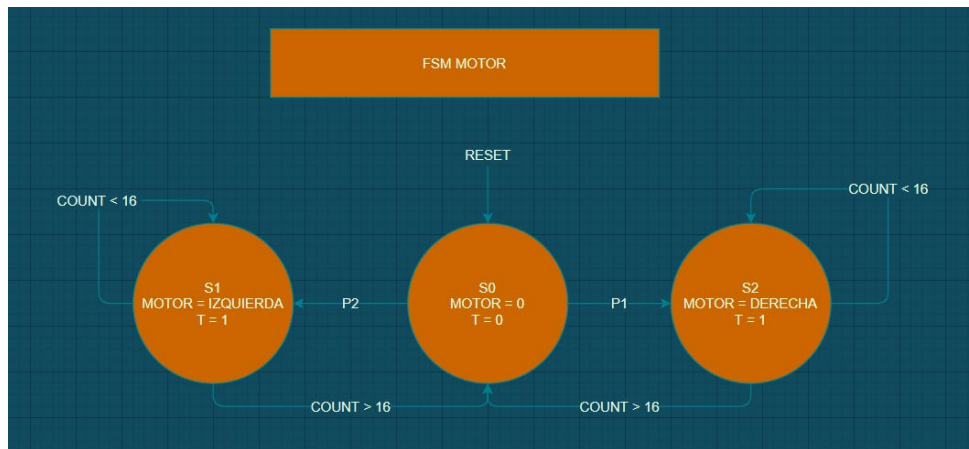 FSM MOTOR
RESET
COUNT < 16
COUNT < 16
S1
MOTOR = IZQUIERDA
T = 1
P2
S0
MOTOR = 0
T = 0
P1
S2
MOTOR = DERECHA
T = 1
COUNT > 16
COUNT > 16